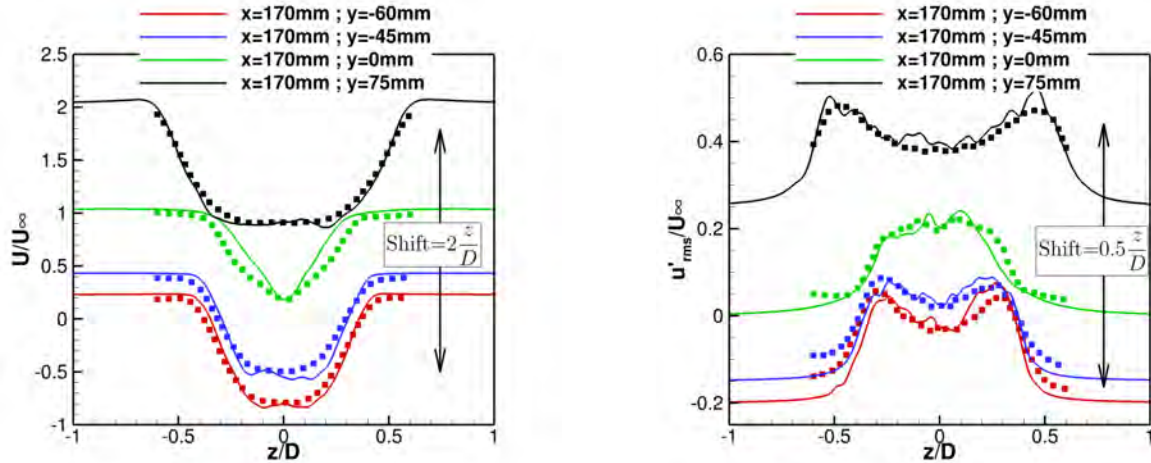 x=170mm ; y=-60mm
x=170mm ; y=-45mm
x=170mm ; y=0mm
x=170mm ; y=75mm
2.5
2
1.5
1
0.5
0
-0.5
-1
U/U∞
Shift=2 z/D
-1 -0.5 0 0.5 1
z/D
x=170mm ; y=-60mm
x=170mm ; y=-45mm
x=170mm ; y=0mm
x=170mm ; y=75mm
0.6
0.4
0.2
0
-0.2
u'rms/U∞
Shift=0.5 z/D
-1 -0.5 0 0.5 1
z/D